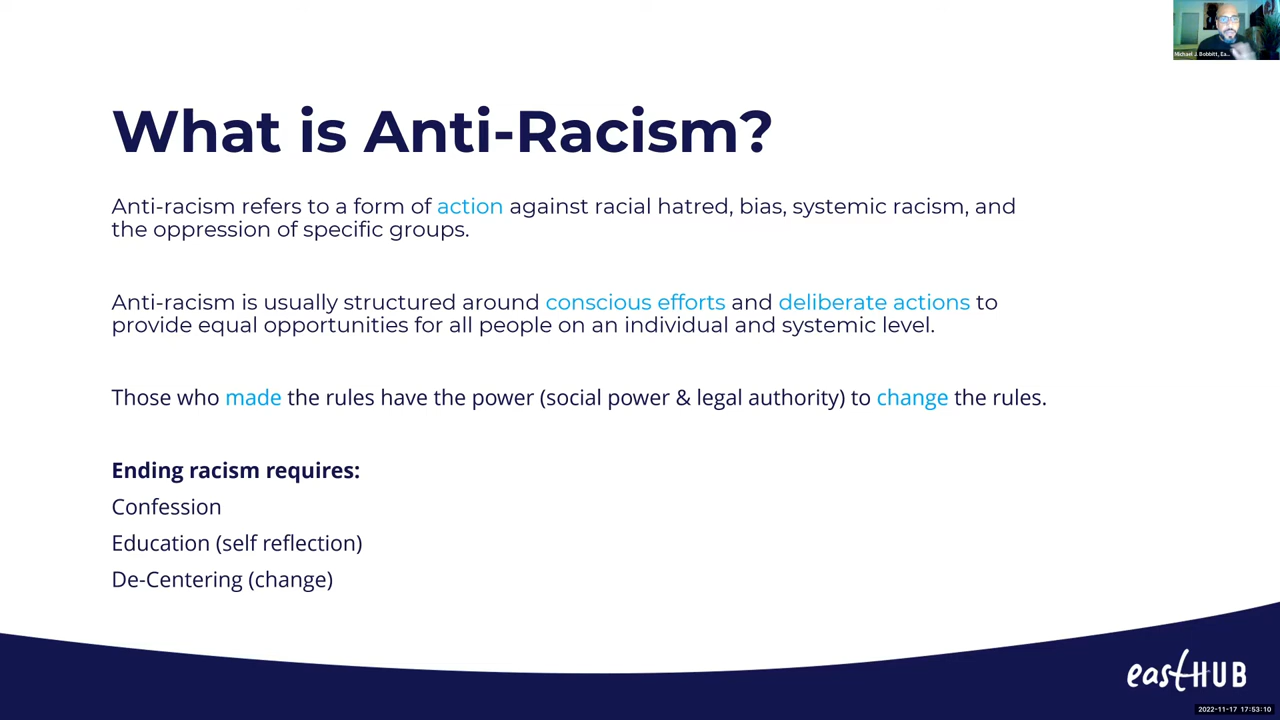 Michael J. Bobbitt, Ea...
What is Anti-Racism?
Anti-racism refers to a form of action against racial hatred, bias, systemic racism, and
the oppression of specific groups.
Anti-racism is usually structured around conscious efforts and deliberate actions to
provide equal opportunities for all people on an individual and systemic level.
Those who made the rules have the power (social power & legal authority) to change the rules.
Ending racism requires:
Confession
Education (self reflection)
De-Centering (change)
eastHUB
2022-11-17 17:53:10